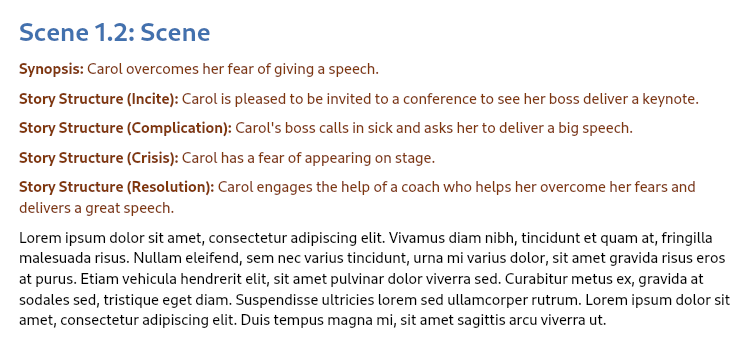 Scene 1.2: Scene
Synopsis: Carol overcomes her fear of giving a speech.
Story Structure (Incite): Carol is pleased to be invited to a conference to see her boss deliver a keynote.
Story Structure (Complication): Carol's boss calls in sick and asks her to deliver a big speech.
Story Structure (Crisis): Carol has a fear of appearing on stage.
Story Structure (Resolution): Carol engages the help of a coach who helps her overcome her fears and
delivers a great speech.
Lorem ipsum dolor sit amet, consectetur adipiscing elit. Vivamus diam nibh, tincidunt et quam at, fringilla
malesuada risus. Nullam eleifend, sem nec varius tincidunt, urna mi varius dolor, sit amet gravida risus eros
at purus. Etiam vehicula hendrerit elit, sit amet pulvinar dolor viverra sed. Curabitur metus ex, gravida at
sodales sed, tristique eget diam. Suspendisse ultricies lorem sed ullamcorper rutrum. Lorem ipsum dolor sit
amet, consectetur adipiscing elit. Duis tempus magna mi, sit amet sagittis arcu viverra ut.